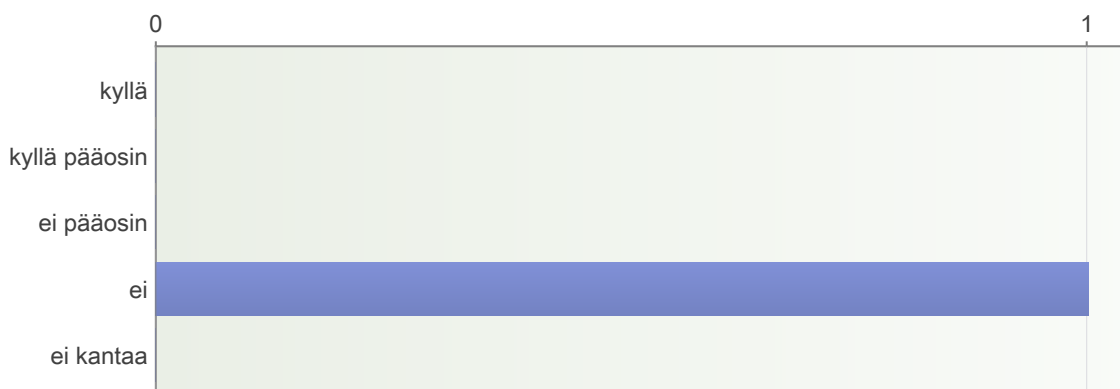 0 1
kyllä
kyllä pääosin
ei pääosin
ei
ei kantaa